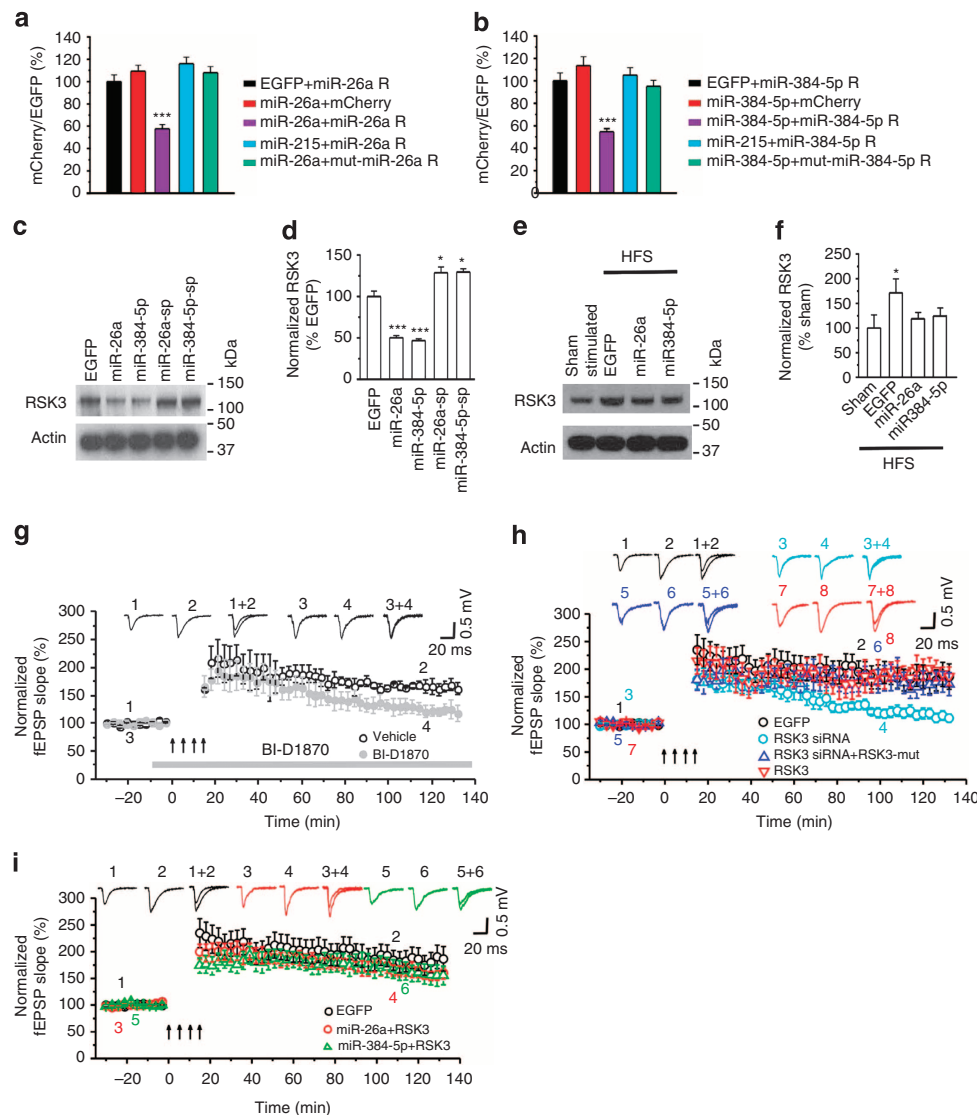 a
mCherry/EGFP (%)
140
120
100
80
60
40
20
0
***
EGFP+miR-26a R
miR-26a+mCherry
miR-26a+miR-26a R
miR-215+miR-26a R
miR-26a+mut-miR-26a R
b
mCherry/EGFP (%)
140
120
100
80
60
40
20
0
***
EGFP+miR-384-5p R
miR-384-5p+mCherry
miR-384-5p+miR-384-5p R
miR-215+miR-384-5p R
miR-384-5p+mut-miR-384-5p R
c
EGFP
miR-26a
miR-384-5p
miR-26a-sp
miR-384-5p-sp
kDa
RSK3
150
100
Actin
50
37
d
Normalized RSK3
(% EGFP)
150
100
50
0
***
***
*
*
EGFP
miR-26a
miR-384-5p
miR-26a-sp
miR-384-5p-sp
e
HFS
Sham
stimulated
EGFP
miR-26a
miR384-5p
kDa
RSK3
150
100
Actin
50
37
f
Normalized RSK3
(% sham)
250
200
150
100
50
0
*
Sham
EGFP
miR-26a
miR384-5p
HFS
g
1
2
1+2
3
4
3+4
0.5 mV
20 ms
Normalized
fEPSP slope (%)
300
250
200
150
100
50
0
1
3
2
4
Vehicle
BI-D1870
BI-D1870
−20 0 20 40 60 80 100 120 140
Time (min)
h
1
2
1+2
3
4
3+4
5
6
5+6
7
8
7+8
0.5 mV
20 ms
Normalized
fEPSP slope (%)
300
250
200
150
100
50
0
3
1
5
7
2
6
8
4
EGFP
RSK3 siRNA
RSK3 siRNA+RSK3-mut
RSK3
−20 0 20 40 60 80 100 120 140
Time (min)
i
1
2
1+2
3
4
3+4
5
6
5+6
0.5 mV
20 ms
Normalized
fEPSP slope (%)
300
250
200
150
100
50
0
1
3
5
2
6
4
EGFP
miR-26a+RSK3
miR-384-5p+RSK3
−20 0 20 40 60 80 100 120 140
Time (min)